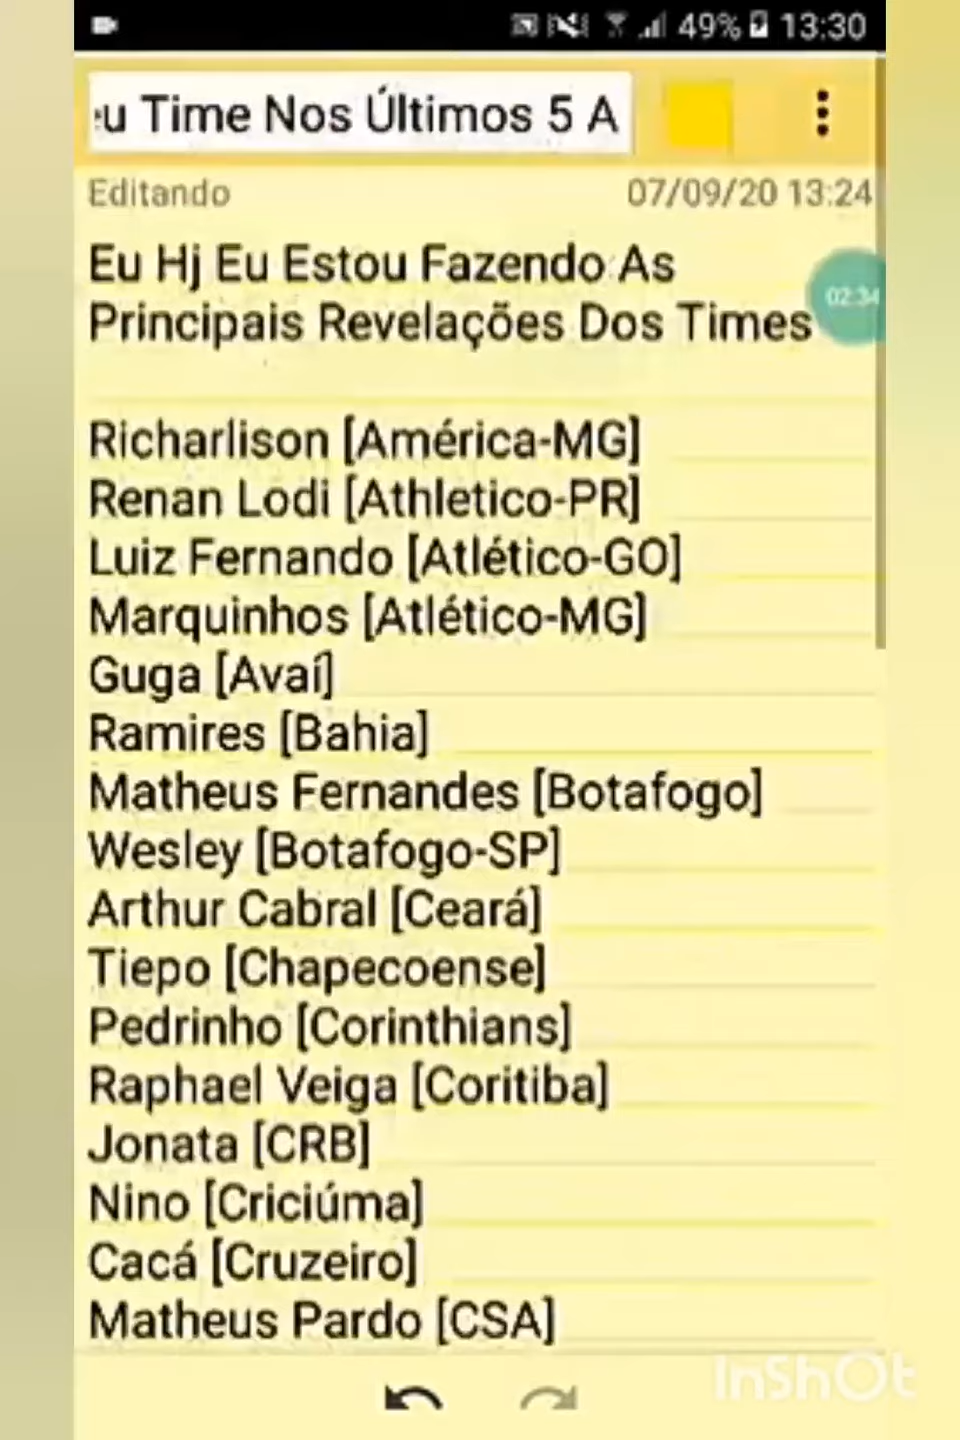 49% 13:30
u Time Nos Últimos 5 A
Editando 07/09/20 13:24
Eu Hj Eu Estou Fazendo As
Principais Revelações Dos Times
02:34
Richarlison [América-MG]
Renan Lodi [Athletico-PR]
Luiz Fernando [Atlético-GO]
Marquinhos [Atlético-MG]
Guga [Avaí]
Ramires [Bahia]
Matheus Fernandes [Botafogo]
Wesley [Botafogo-SP]
Arthur Cabral [Ceará]
Tiepo [Chapecoense]
Pedrinho [Corinthians]
Raphael Veiga [Coritiba]
Jonata [CRB]
Nino [Criciúma]
Cacá [Cruzeiro]
Matheus Pardo [CSA]
InShOt